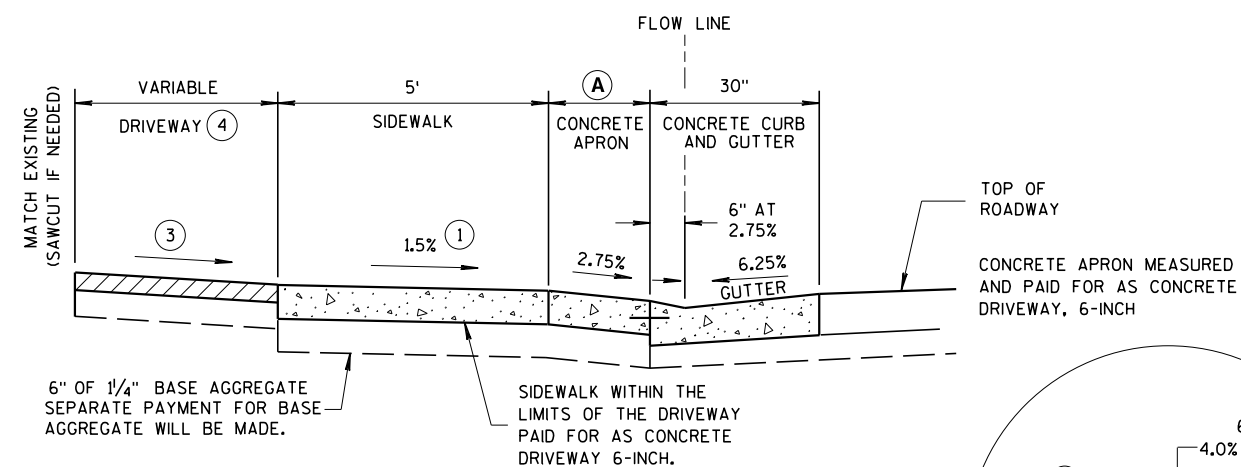 FLOW LINE
MATCH EXISTING
(SAWCUT IF NEEDED)
VARIABLE
DRIVEWAY 4
5'
SIDEWALK
A
CONCRETE
APRON
30"
CONCRETE CURB
AND GUTTER
6" AT
2.75%
TOP OF
ROADWAY
3
1.5% 1
2.75%
6.25%
GUTTER
CONCRETE APRON MEASURED
AND PAID FOR AS CONCRETE
DRIVEWAY, 6-INCH
6" OF 1 1/4" BASE AGGREGATE
SEPARATE PAYMENT FOR BASE
AGGREGATE WILL BE MADE.
SIDEWALK WITHIN THE
LIMITS OF THE DRIVEWAY
PAID FOR AS CONCRETE
DRIVEWAY 6-INCH.
4.0%